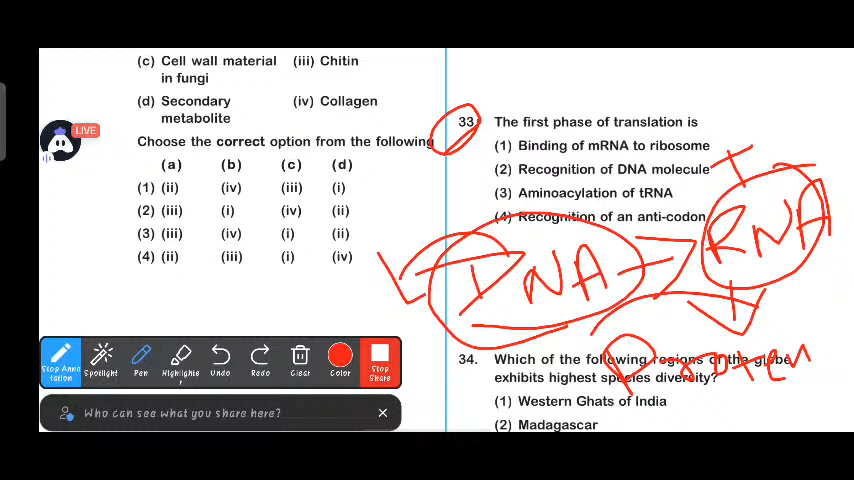 (c) Cell wall material (iii) Chitin
in fungi
(d) Secondary (iv) Collagen
metabolite
LIVE
Choose the correct option from the following
(a) (b) (c) (d)
(1) (ii) (iv) (iii) (i)
(2) (iii) (i) (iv) (ii)
(3) (iii) (iv) (i) (ii)
(4) (ii) (iii) (i) (iv)
33. The first phase of translation is
(1) Binding of mRNA to ribosome
(2) Recognition of DNA molecule
(3) Aminoacylation of tRNA
(4) Recognition of an anti-codon
DNA RNA
Proten
34. Which of the following regions of the globe
exhibits highest species diversity?
(1) Western Ghats of India
(2) Madagascar
Stop Anno
tation
Spotlight
Pen
Highlighte
r
Undo
Redo
Clear
Color
Stop
Share
Who can see what you share here?